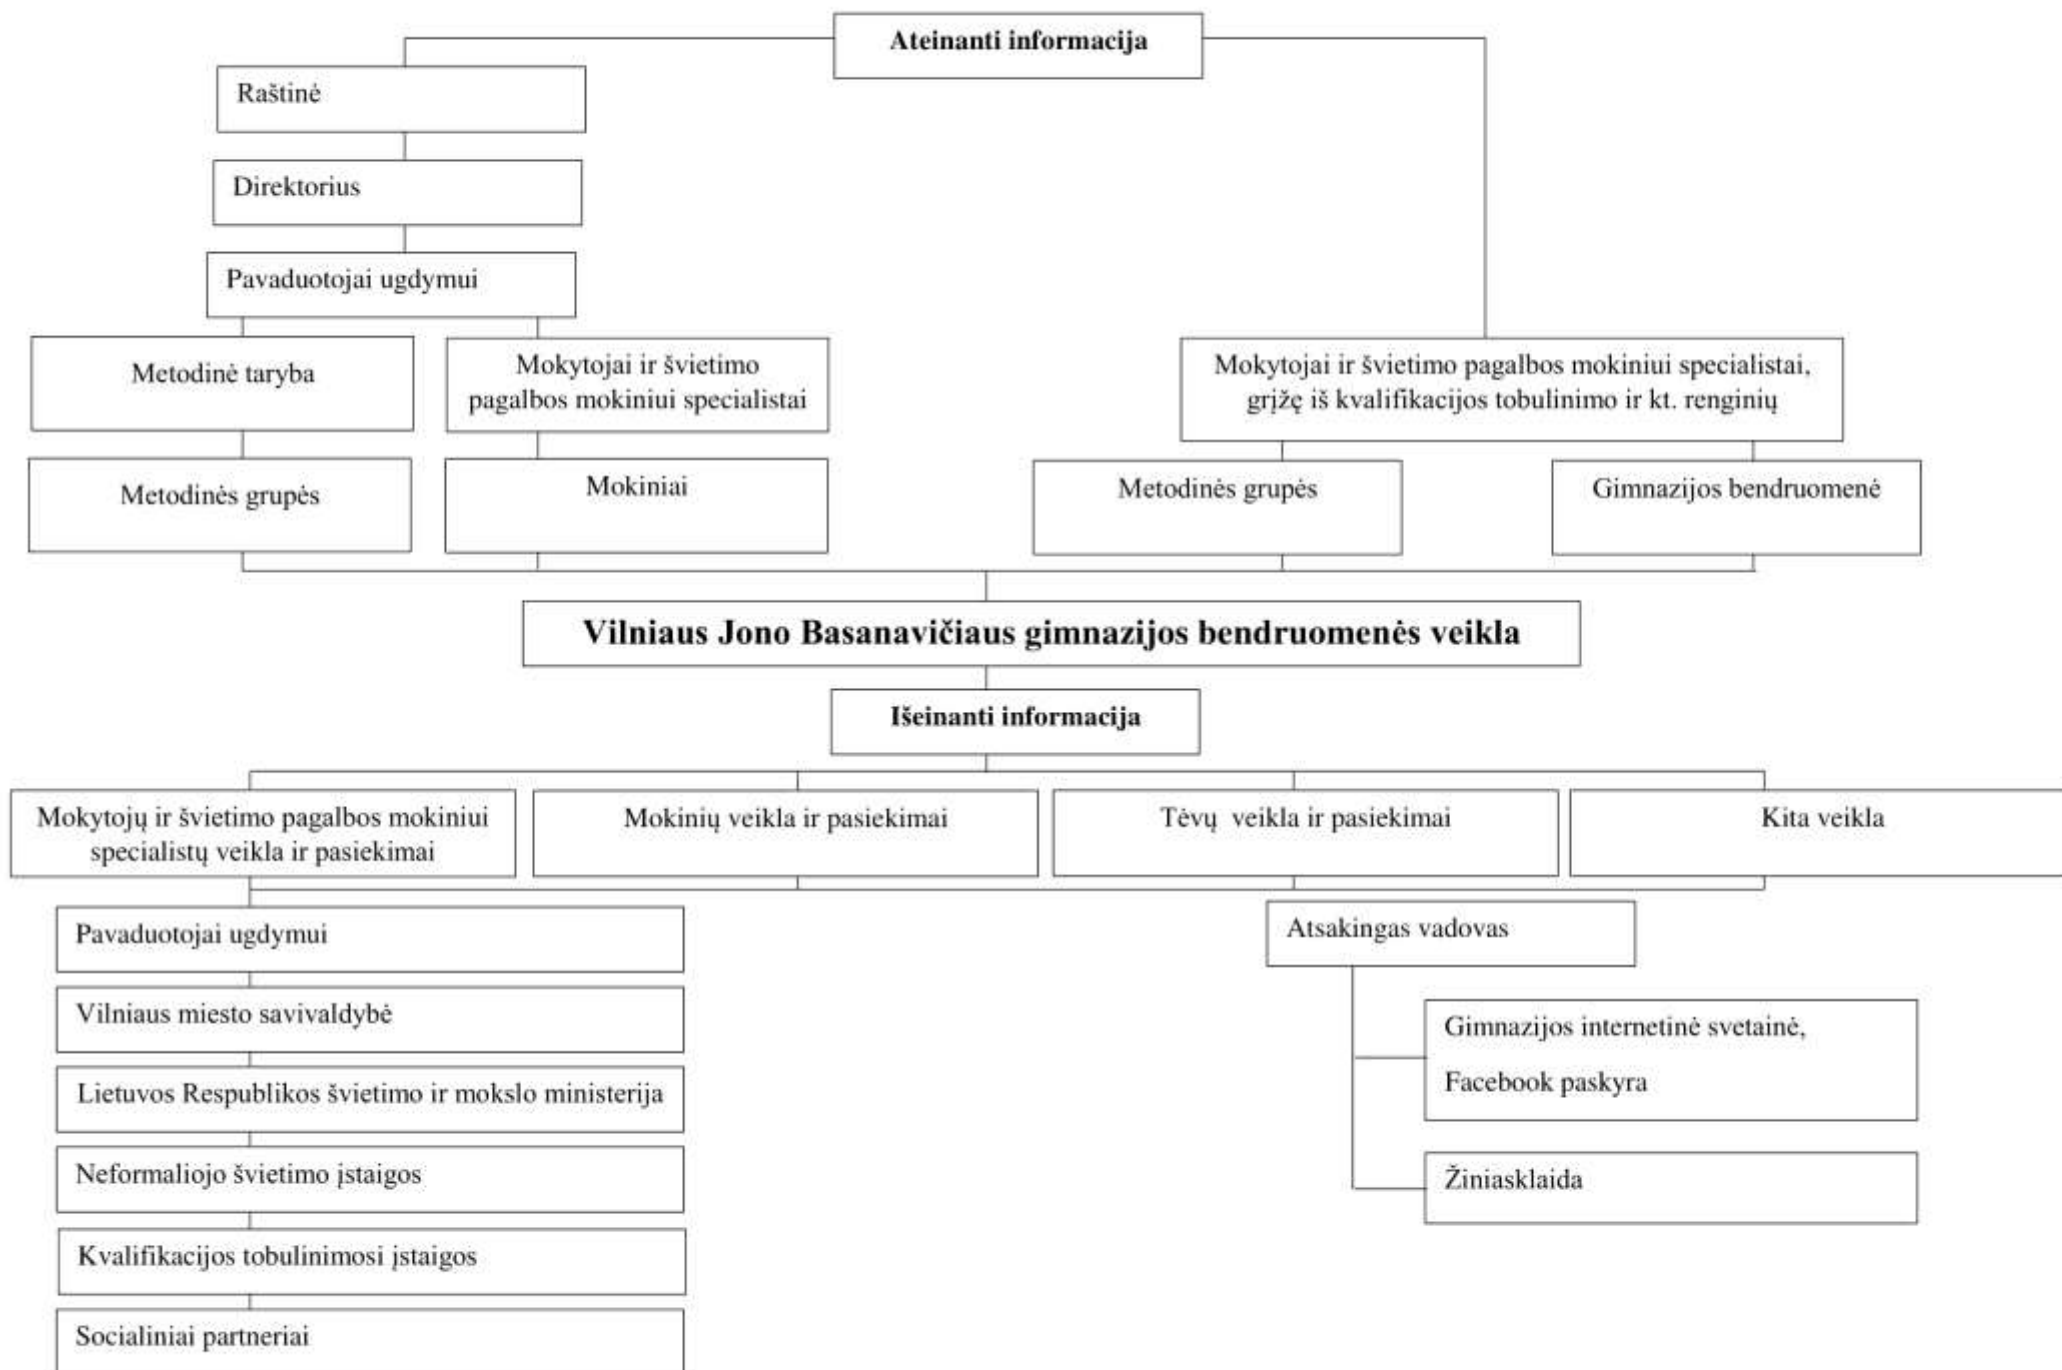 Ateinanti informacija
Raštinė
Direktorius
Pavaduotojai ugdymui
Metodinė taryba
Mokytojai ir švietimo
pagalbos mokiniui specialistai
Mokytojai ir švietimo pagalbos mokiniui specialistai,
grįžę iš kvalifikacijos tobulinimo ir kt. renginių
Metodinės grupės
Mokiniai
Metodinės grupės
Gimnazijos bendruomenė
Vilniaus Jono Basanavičiaus gimnazijos bendruomenės veikla
Išeinanti informacija
Mokytojų ir švietimo pagalbos mokiniui
specialistų veikla ir pasiekimai
Mokinių veikla ir pasiekimai
Tėvų veikla ir pasiekimai
Kita veikla
Pavaduotojai ugdymui
Vilniaus miesto savivaldybė
Lietuvos Respublikos švietimo ir mokslo ministerija
Neformaliojo švietimo įstaigos
Kvalifikacijos tobulinimosi įstaigos
Socialiniai partneriai
Atsakingas vadovas
Gimnazijos internetinė svetainė,
Facebook paskyra
Žiniasklaida